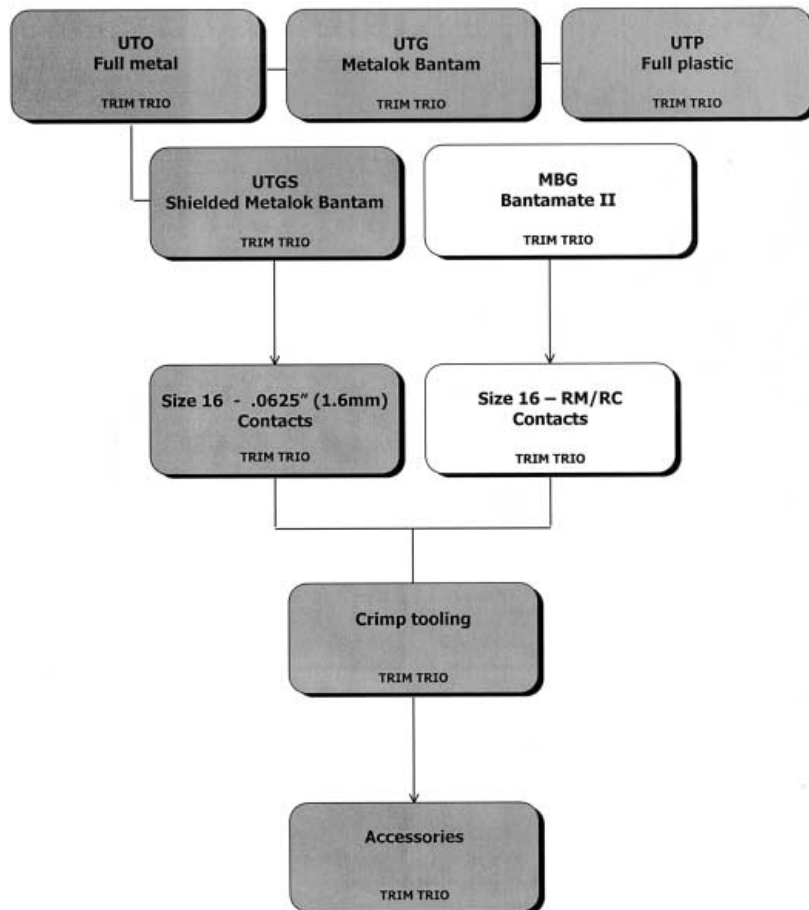 UTO
Full metal
TRIM TRIO
UTG
Metalok Bantam
TRIM TRIO
UTP
Full plastic
TRIM TRIO
UTGS
Shielded Metalok Bantam
TRIM TRIO
MBG
Bantamate II
TRIM TRIO
Size 16 - .0625” (1.6mm)
Contacts
TRIM TRIO
Size 16 – RM/RC
Contacts
TRIM TRIO
Crimp tooling
TRIM TRIO
Accessories
TRIM TRIO